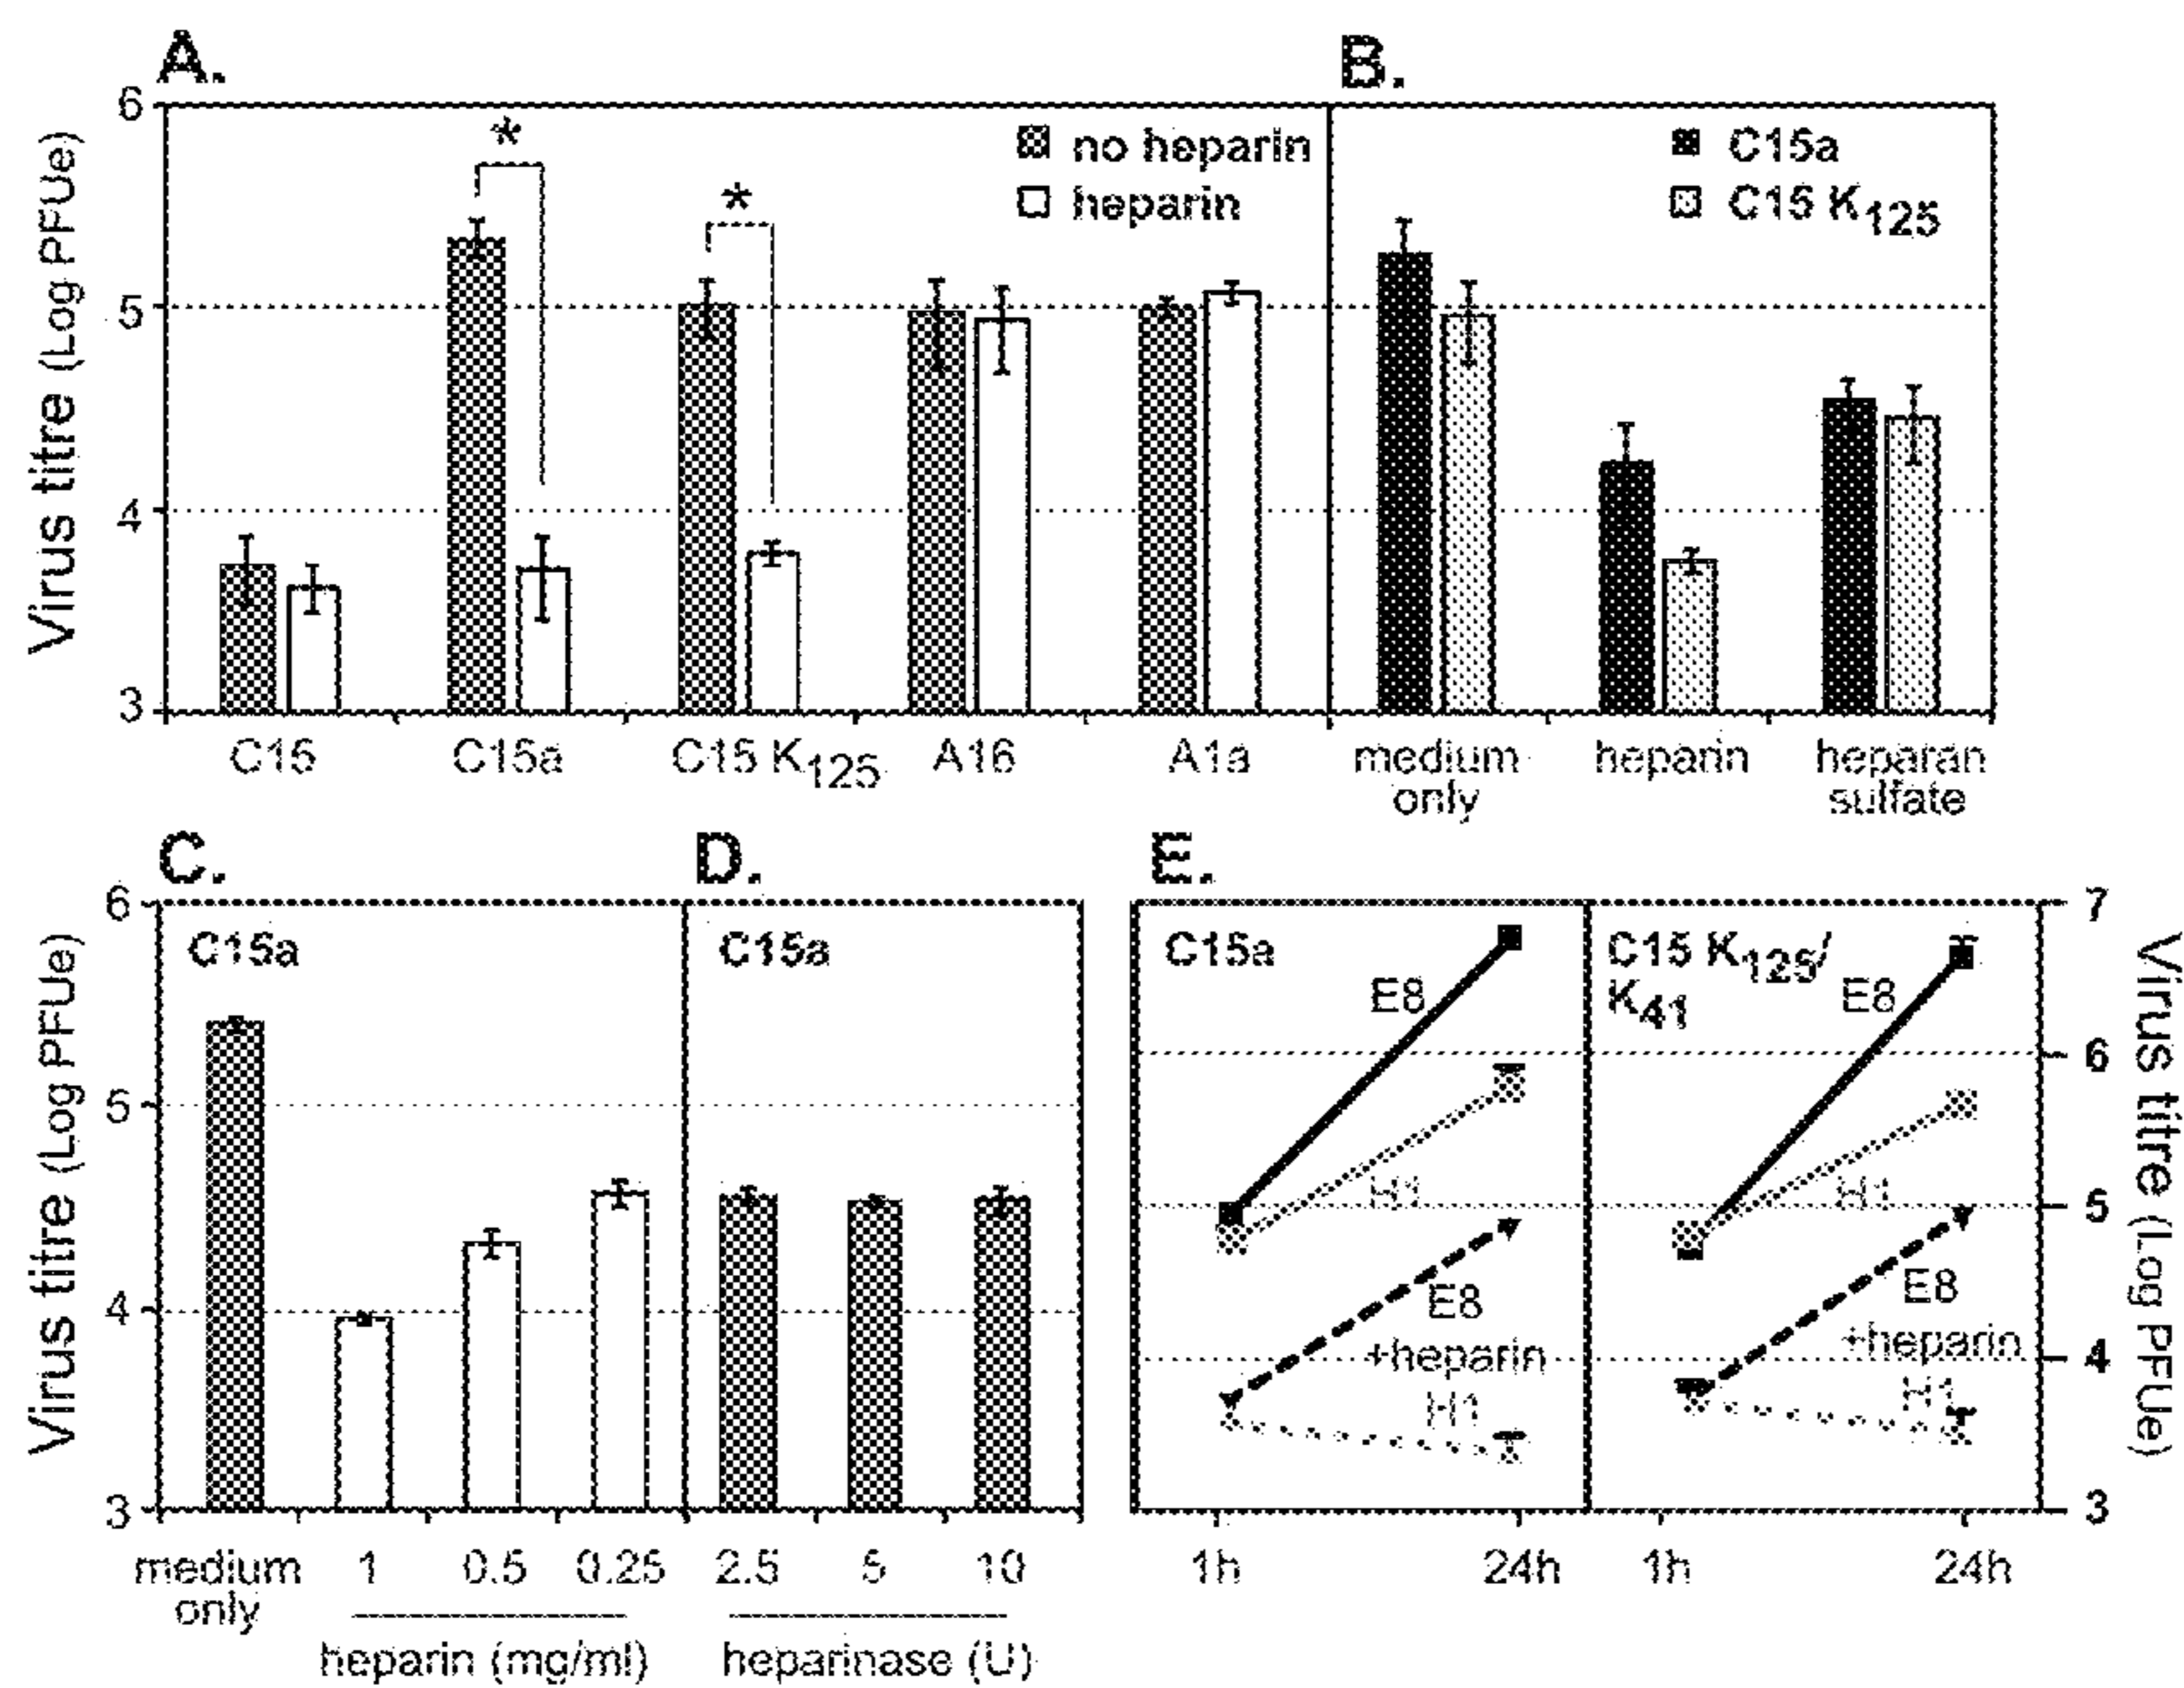 A.
B.
Virus titre (Log PFUe)
6
5
4
3
*
*
no heparin
heparin
C15a
C15 K125
C15
C15a
C15 K125
A16
A1a
medium only
heparin
heparan sulfate
C.
D.
E.
Virus titre (Log PFUe)
6
5
4
3
C15a
C15a
medium only
1
0.5
0.25
2.5
5
10
heparin (mg/ml)
heparinase (U)
C15a
E8
H1
E8
+heparin
H1
C15 K125/
K41
E8
H1
E8
+heparin
H1
1h
24h
1h
24h
7
6
5
4
3
Virus titre (Log PFUe)